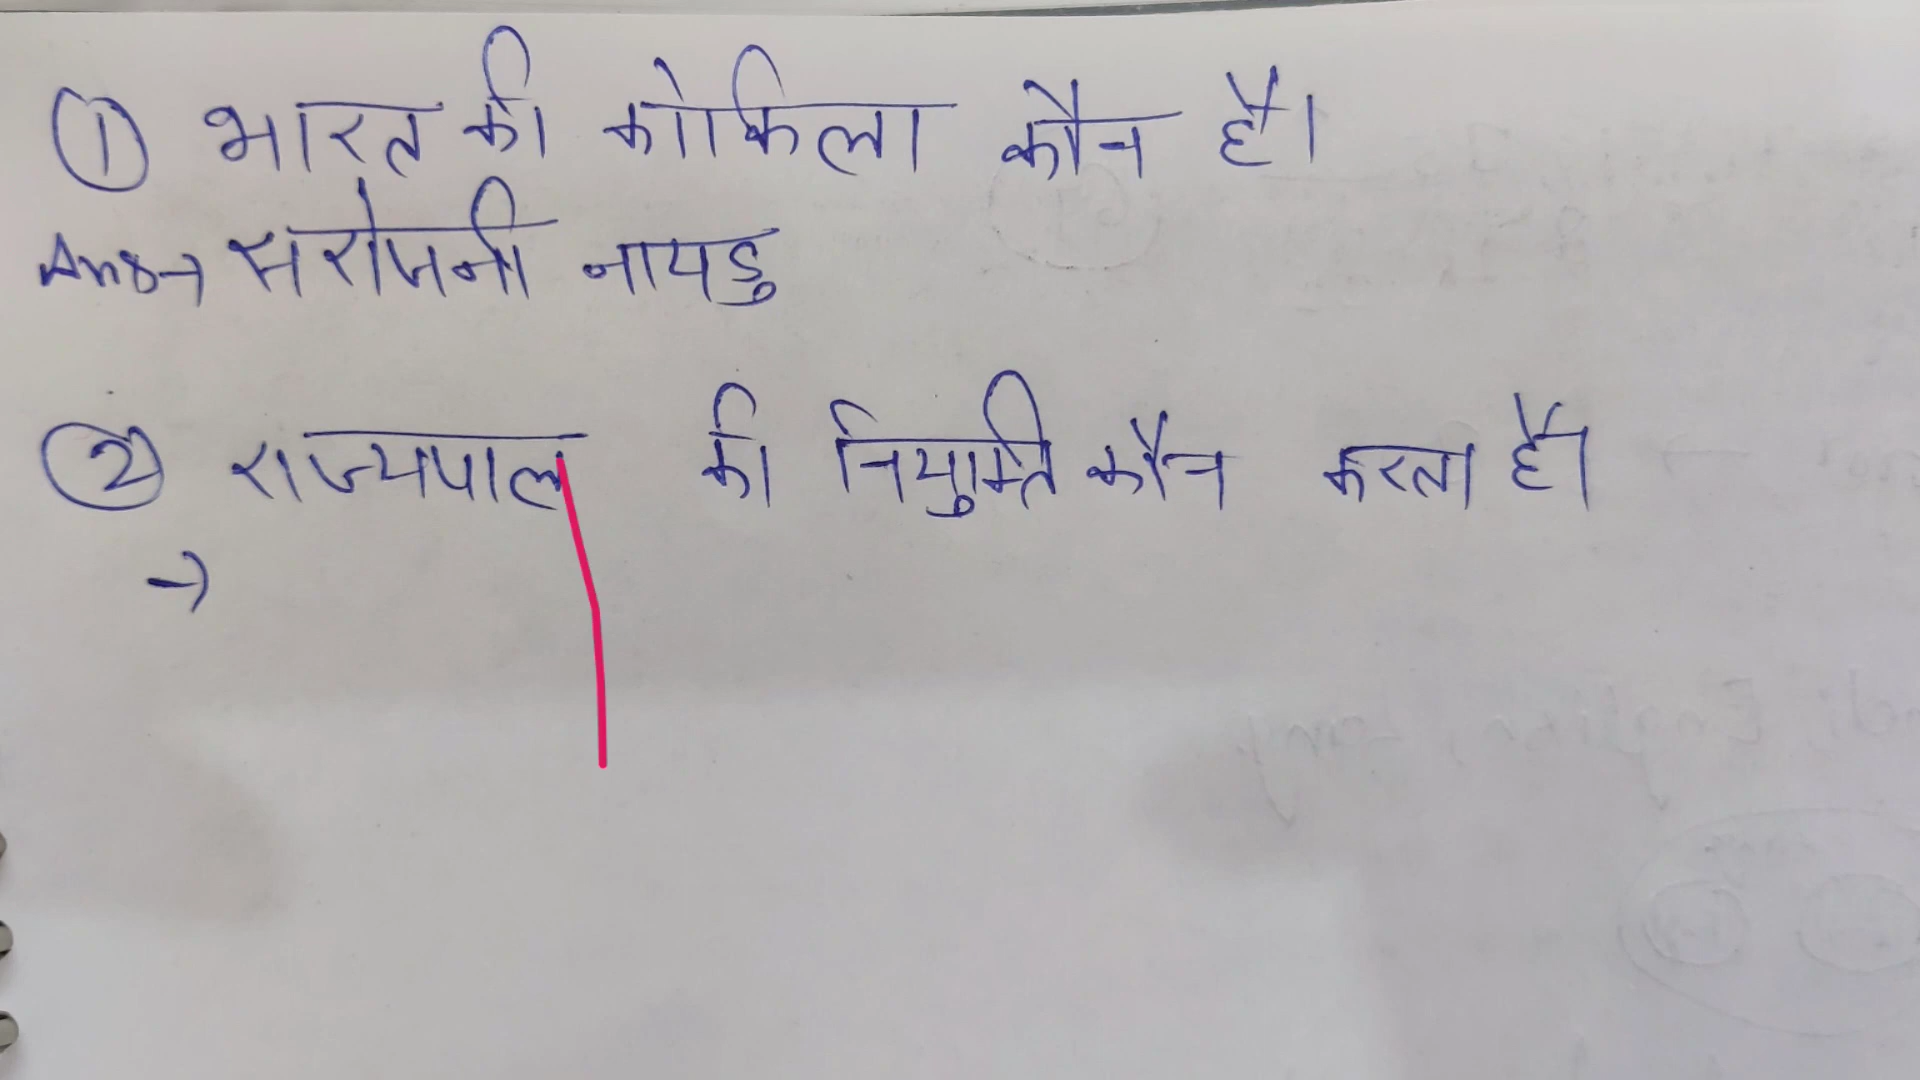 ① भारत की कोकिला कौन है।
Ans→ सरोजनी नायडु
② राज्यपाल की नियुक्ति कौन करता है।
→